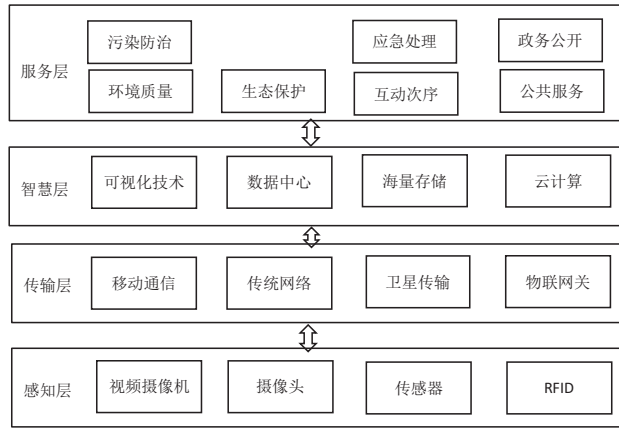 污染防治
应急处理
政务公开
服务层
环境质量
生态保护
互动次序
公共服务
智慧层
可视化技术
数据中心
海量存储
云计算
传输层
移动通信
传统网络
卫星传输
物联网关
感知层
视频摄像机
摄像头
传感器
RFID